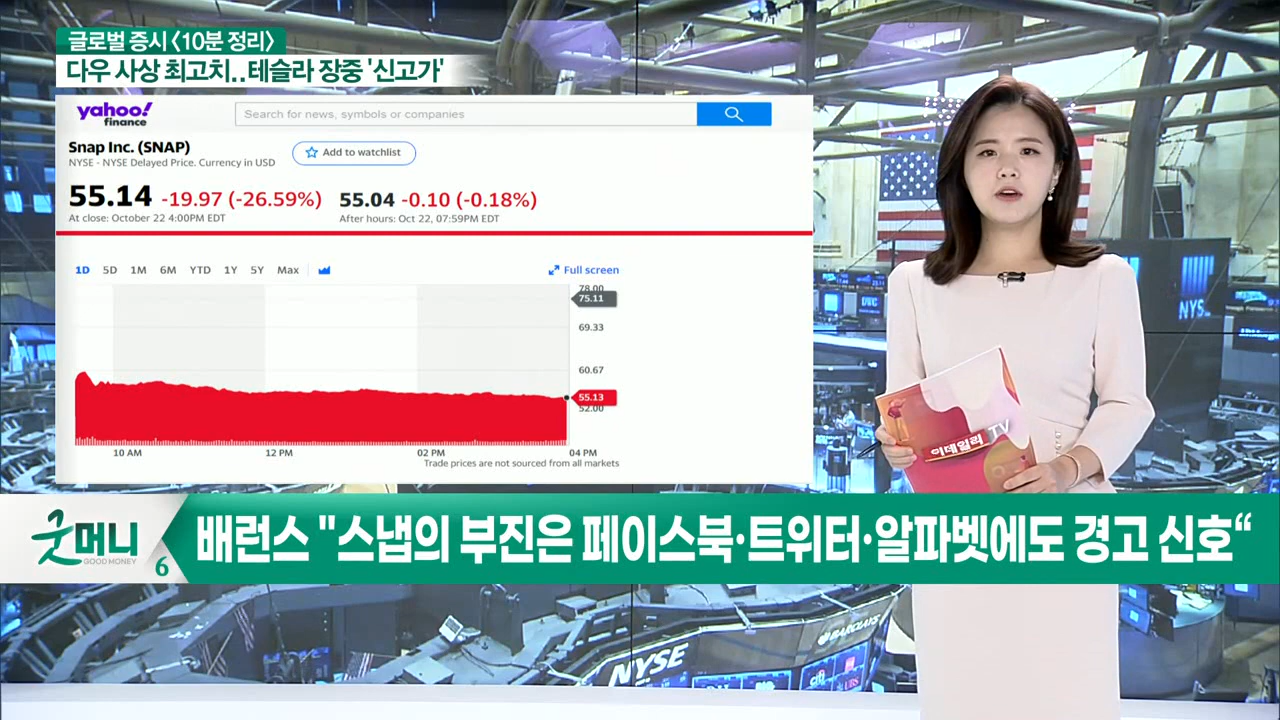 글로벌 증시 <10분 정리>
다우 사상 최고치..테슬라 장중 '신고가'
yahoo!
finance
Search for news, symbols or companies
Snap Inc. (SNAP)
NYSE - NYSE Delayed Price. Currency in USD
Add to watchlist
55.14 -19.97 (-26.59%)
At close: October 22 4:00PM EDT
55.04 -0.10 (-0.18%)
After hours: Oct 22, 07:59PM EDT
1D 5D 1M 6M YTD 1Y 5Y Max
Full screen
78.00
75.11
69.33
60.67
55.13
52.00
10 AM 12 PM 02 PM 04 PM
Trade prices are not sourced from all markets
이데일리 TV
NYS
굿머니
GOOD MONEY
6
배런스 "스냅의 부진은 페이스북·트위터·알파벳에도 경고 신호“
NYSE
BARCLAYS
citi
UBS